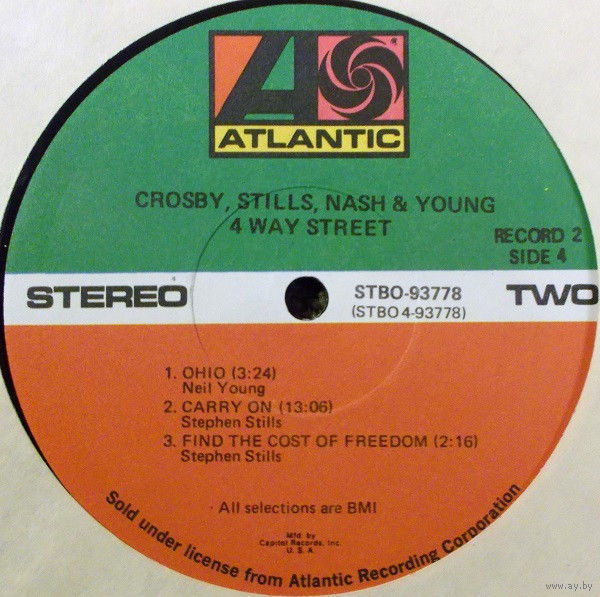 ATLANTIC
®
CROSBY, STILLS, NASH & YOUNG
4 WAY STREET
RECORD 2
SIDE 4
STEREO
STBO-93778
(STBO 4-93778)
TWO
1. OHIO (3:24)
Neil Young
2. CARRY ON (13:06)
Stephen Stills
3. FIND THE COST OF FREEDOM (2:16)
Stephen Stills
· All selections are BMI
Mfd. by
Capitol Records, Inc.
U. S. A.
Sold under license from Atlantic Recording Corporation
www.ay.by